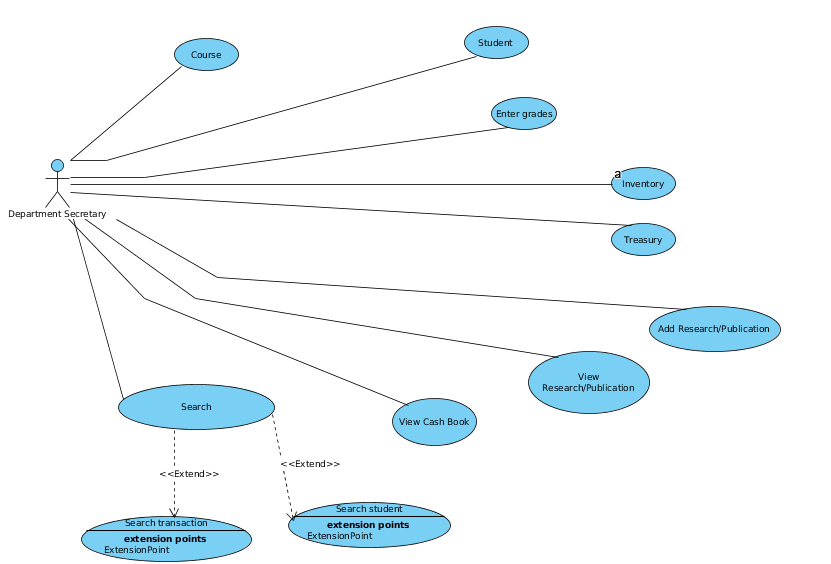 Course
Student
Enter grades
a
Inventory
Department Secretary
Treasury
Add Research/Publication
View
Research/Publication
Search
View Cash Book
<<Extend>>
<<Extend>>
Search transaction
extension points
ExtensionPoint
Search student
extension points
ExtensionPoint